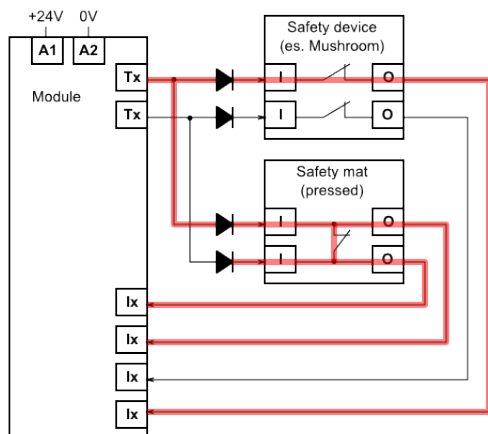 +24V 0V
A1 A2
Module
Tx
Tx
Ix
Ix
Ix
Ix
Safety device
(es. Mushroom)
I O
I O
Safety mat
(pressed)
I O
I O